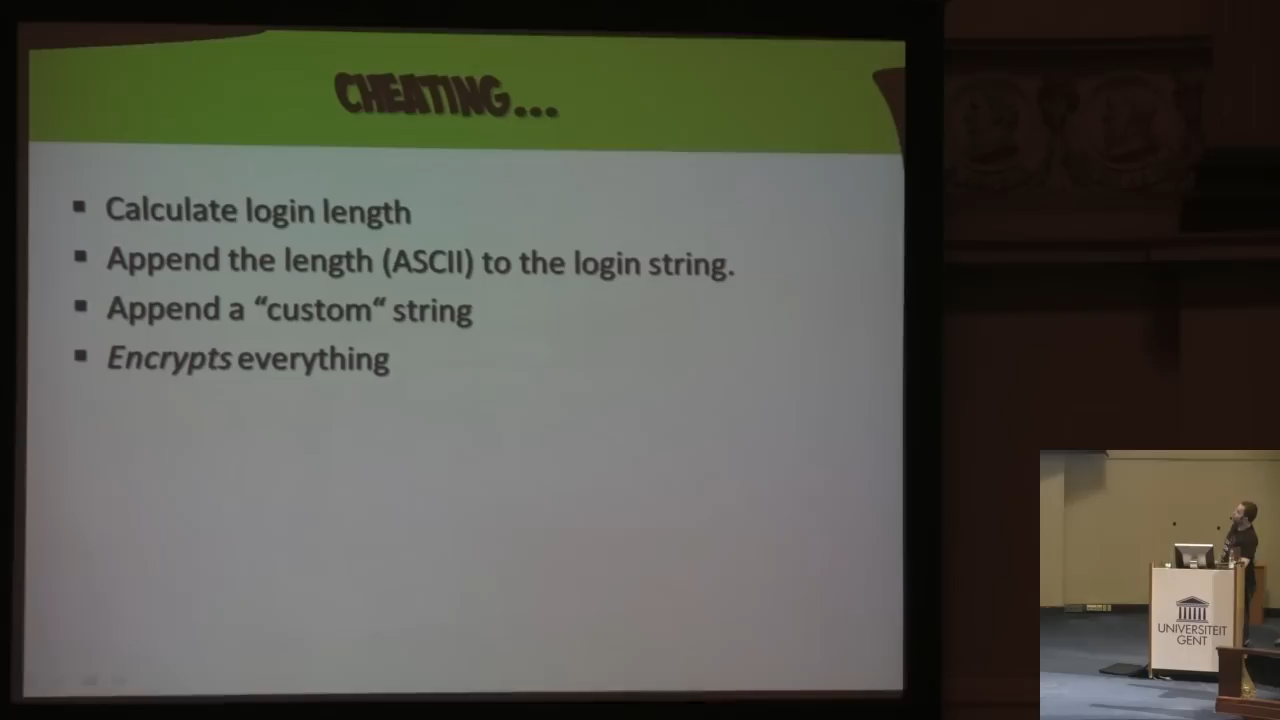 CHEATING...
▪ Calculate login length
▪ Append the length (ASCII) to the login string.
▪ Append a “custom“ string
▪ Encrypts everything
UNIVERSITEIT
GENT